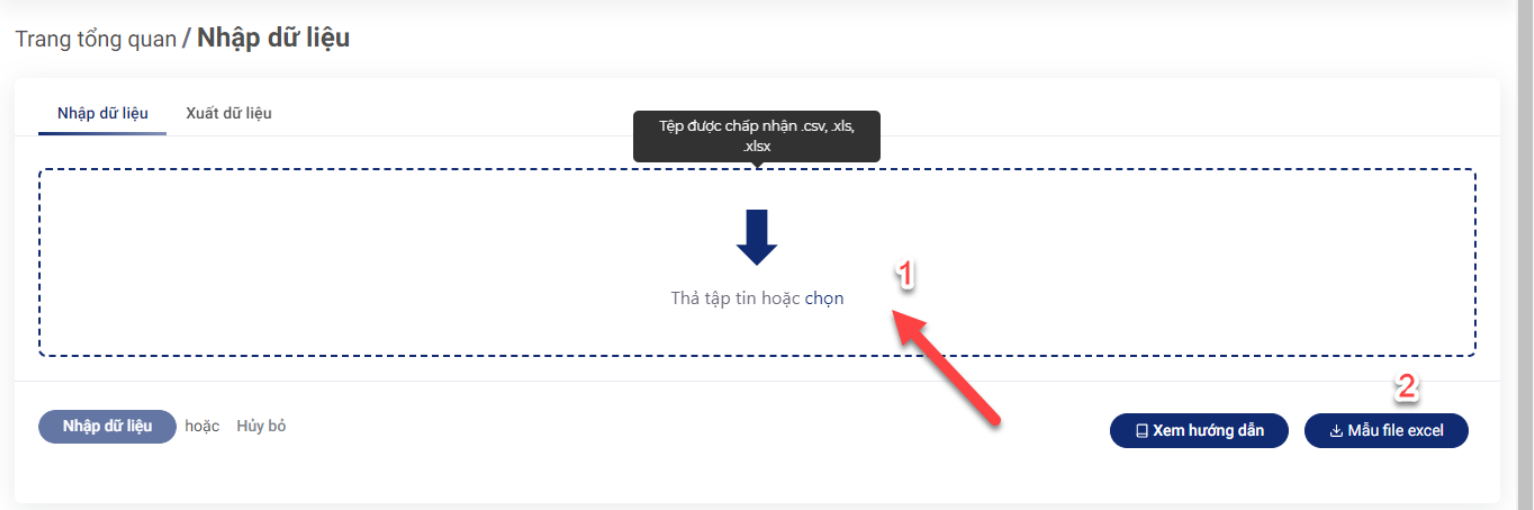 Trang tổng quan / Nhập dữ liệu
Nhập dữ liệu Xuất dữ liệu
Tệp được chấp nhận .csv, .xls,
.xlsx
1
Thả tập tin hoặc chọn
2
Nhập dữ liệu hoặc Hủy bỏ Xem hướng dẫn Mẫu file excel